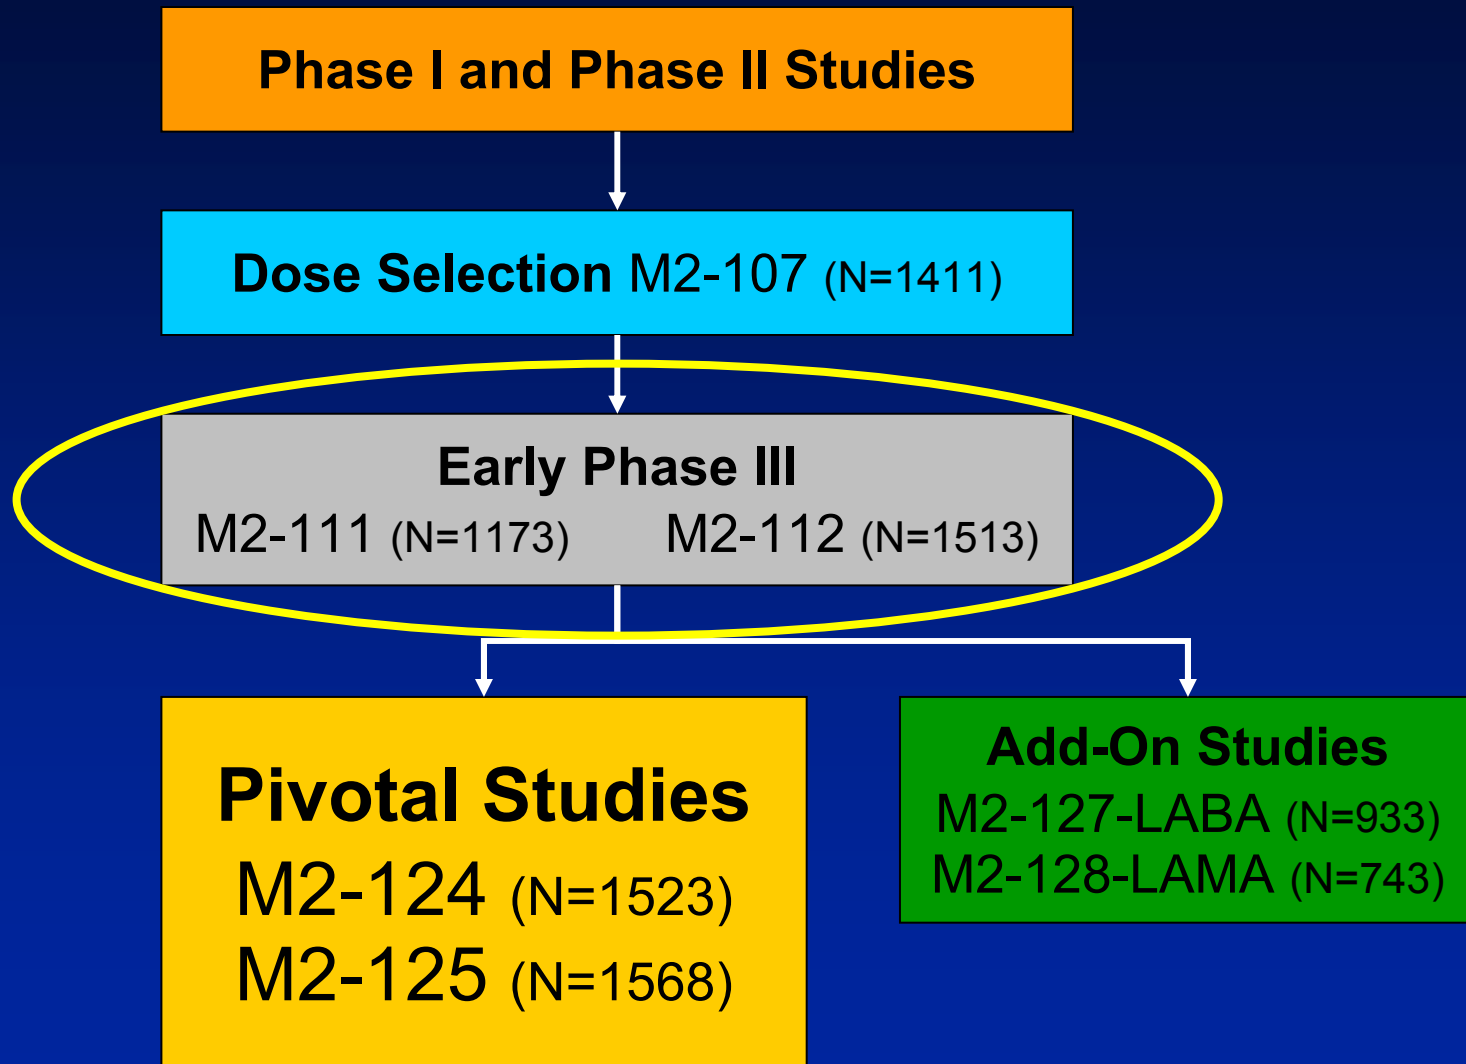 Phase I and Phase II Studies
Dose Selection M2-107 (N=1411)
Early Phase III
M2-111 (N=1173) M2-112 (N=1513)
Pivotal Studies
M2-124 (N=1523)
M2-125 (N=1568)
Add-On Studies
M2-127-LABA (N=933)
M2-128-LAMA (N=743)